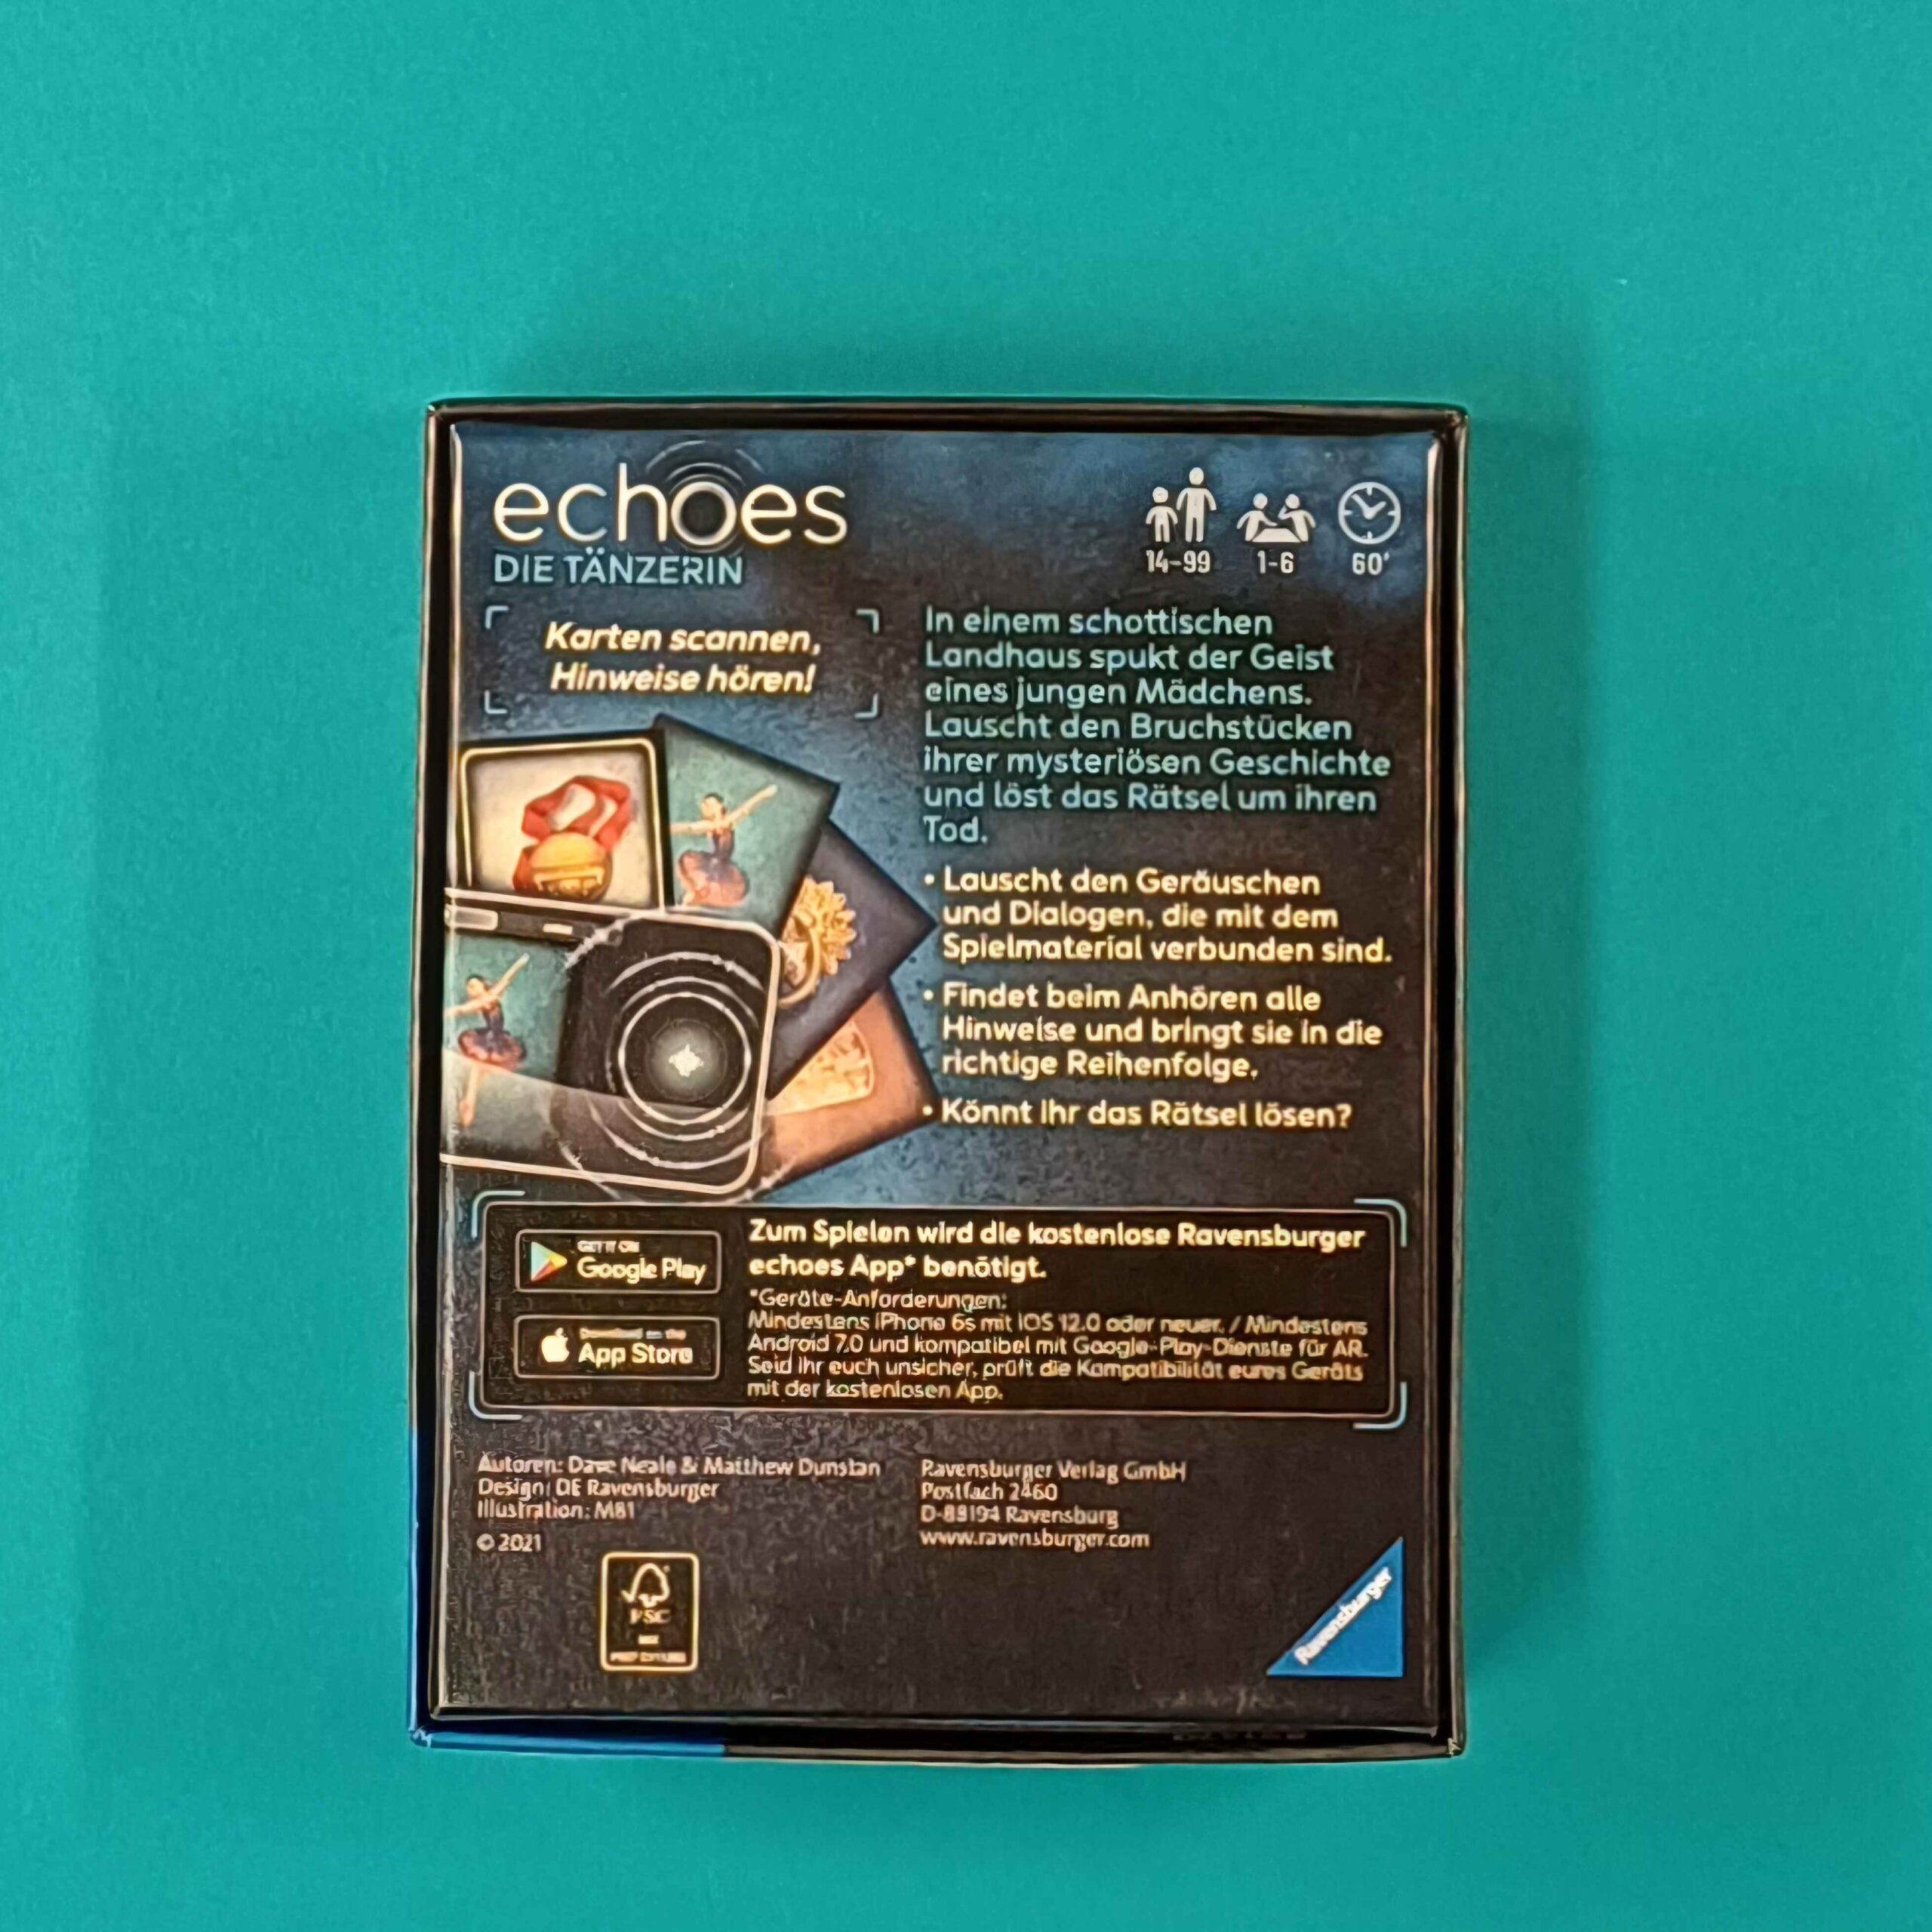 echoes
DIE TÄNZERIN
14-99
1-6
60'
Karten scannen,
Hinweise hören!
In einem schottischen
Landhaus spukt der Geist
eines jungen Mädchens.
Lauscht den Bruchstücken
ihrer mysteriösen Geschichte
und löst das Rätsel um ihren
Tod.
• Lauscht den Geräuschen
und Dialogen, die mit dem
Spielmaterial verbunden sind.
• Findet beim Anhören alle
Hinweise und bringt sie in die
richtige Reihenfolge.
• Könnt ihr das Rätsel lösen?
GET IT ON
Google Play
Download on the
App Store
Zum Spielen wird die kostenlose Ravensburger
echoes App* benötigt.
*Geräte-Anforderungen:
Mindestens iPhone 6s mit iOS 12.0 oder neuer. / Mindestens
Android 7.0 und kompatibel mit Google-Play-Dienste für AR.
Seid ihr euch unsicher, prüft die Kompatibilität eures Geräts
mit der kostenlosen App.
Autoren: Dave Neale & Matthew Dunstan
Design: DE Ravensburger
Illustration: M81
© 2021
Ravensburger Verlag GmbH
Postfach 2460
D-88194 Ravensburg
www.ravensburger.com
FSC
Ravensburger